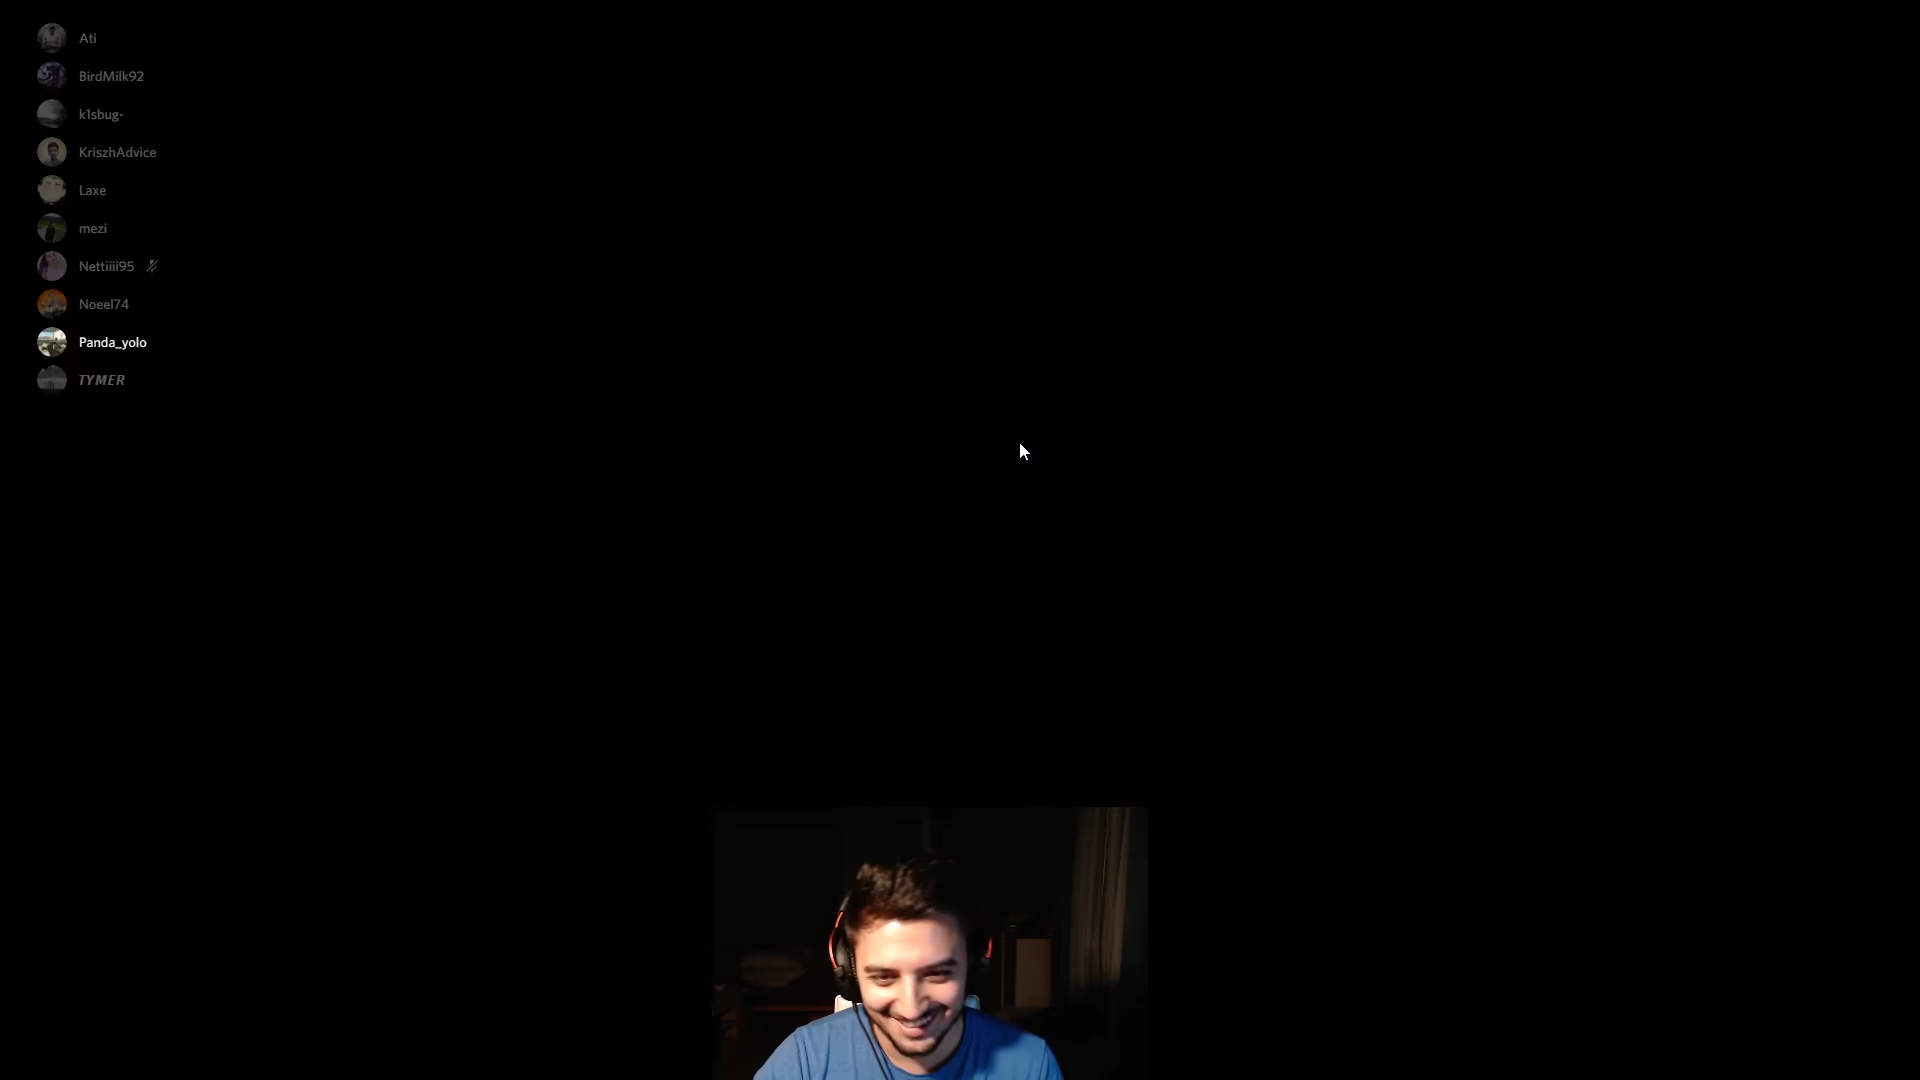 Ati
BirdMilk92
k1sbug-
KriszhAdvice
Laxe
mezi
Nettiiii95
Noeel74
Panda_yolo
TYMER